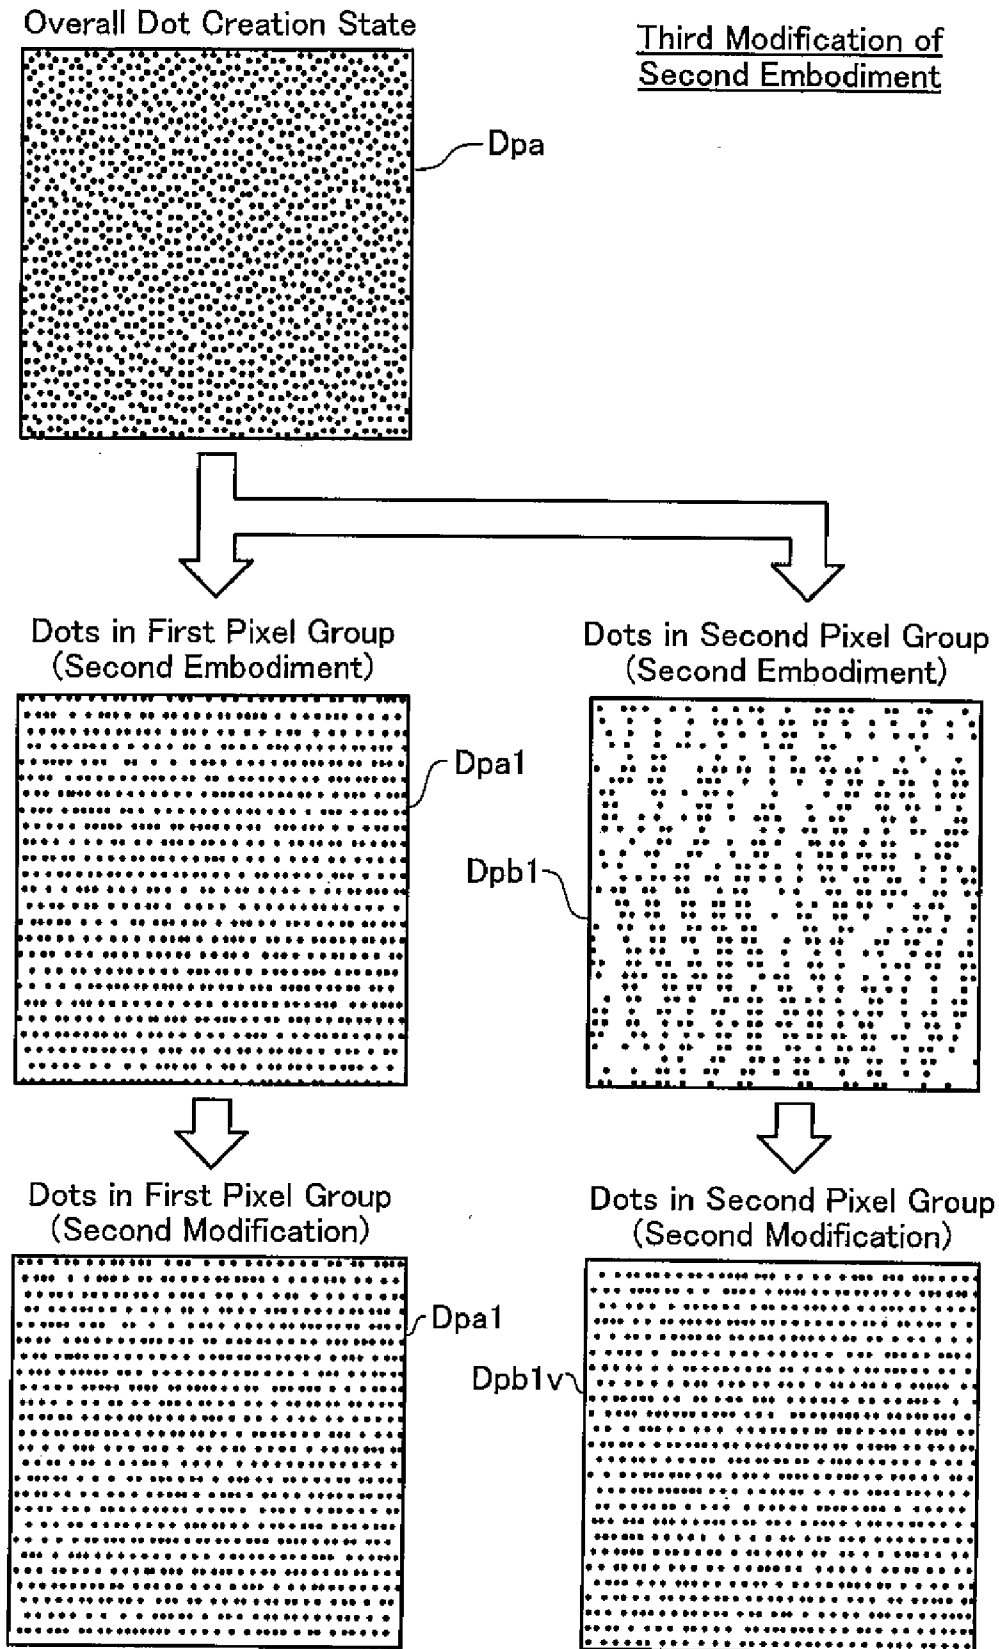 Overall Dot Creation State
Third Modification of
Second Embodiment
Dpa
Dots in First Pixel Group
(Second Embodiment)
Dots in Second Pixel Group
(Second Embodiment)
Dpa1
Dpb1
Dots in First Pixel Group
(Second Modification)
Dots in Second Pixel Group
(Second Modification)
Dpa1
Dpb1v